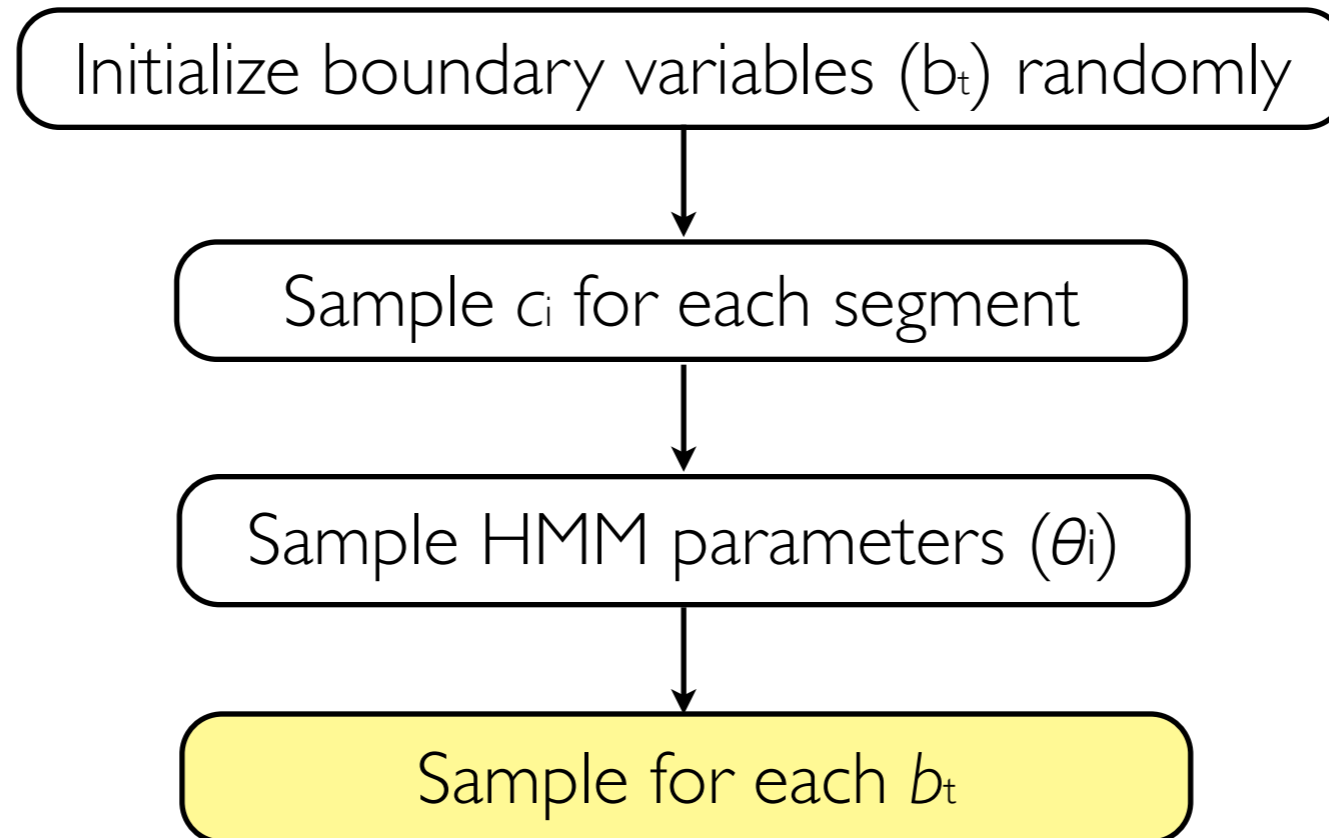 Initialize boundary variables (bₜ) randomly
Sample cᵢ for each segment
Sample HMM parameters (θᵢ)
Sample for each bₜ